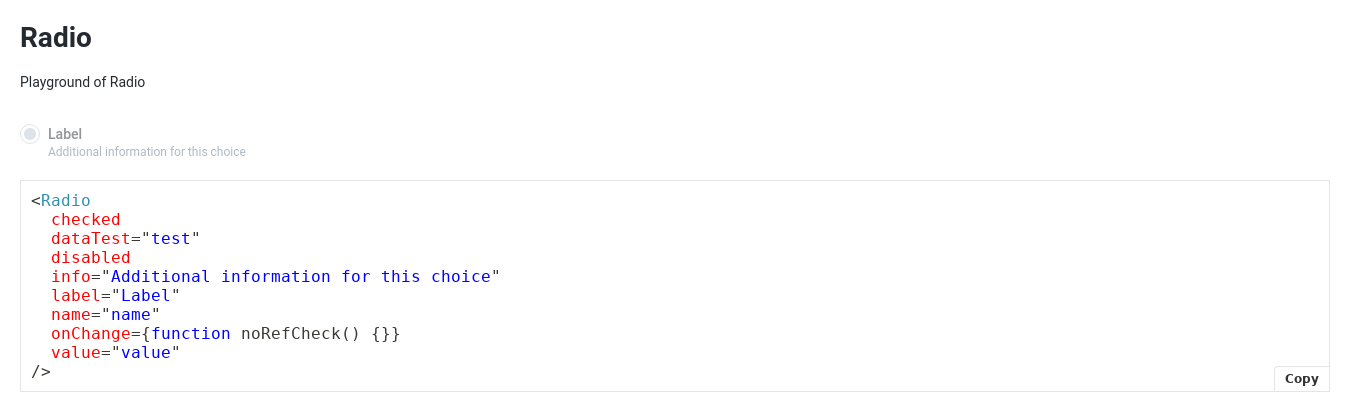 Radio
Playground of Radio
Label
Additional information for this choice
<Radio
  checked
  dataTest="test"
  disabled
  info="Additional information for this choice"
  label="Label"
  name="name"
  onChange={function noRefCheck() {}}
  value="value"
/>
Copy